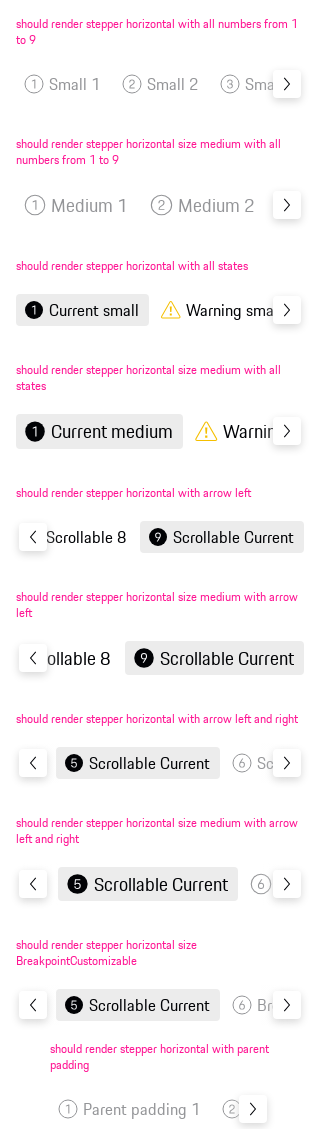 should render stepper horizontal with all numbers from 1
to 9
1 Small 1 2 Small 2 3 Sma
should render stepper horizontal size medium with all
numbers from 1 to 9
1 Medium 1 2 Medium 2
should render stepper horizontal with all states
1 Current small Warning sma
should render stepper horizontal size medium with all
states
1 Current medium Warnin
should render stepper horizontal with arrow left
Scrollable 8 9 Scrollable Current
should render stepper horizontal size medium with arrow
left
ollable 8 9 Scrollable Current
should render stepper horizontal with arrow left and right
5 Scrollable Current 6 Sc
should render stepper horizontal size medium with arrow
left and right
5 Scrollable Current 6
should render stepper horizontal size
BreakpointCustomizable
5 Scrollable Current 6 Br
should render stepper horizontal with parent
padding
1 Parent padding 1 2